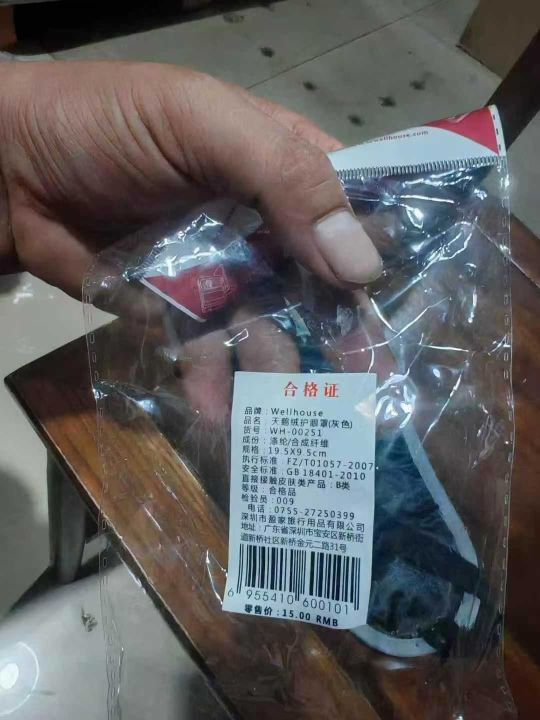 wellhouse.com
合格证
品牌：Wellhouse
品名：天鹅绒护眼罩(灰色)
货号：WH-00251
成份：涤纶/合成纤维
规格：19.5X9.5cm
执行标准：FZ/T01057-2007
安全标准：GB 18401-2010
直接接触皮肤类产品：B类
等级：合格品
检验员：009
电话：0755-27250399
深圳市盈家旅行用品有限公司
地址：广东省深圳市宝安区新桥街
道新桥社区新桥金元二路31号
6 955410 600101
零售价：15.00 RMB